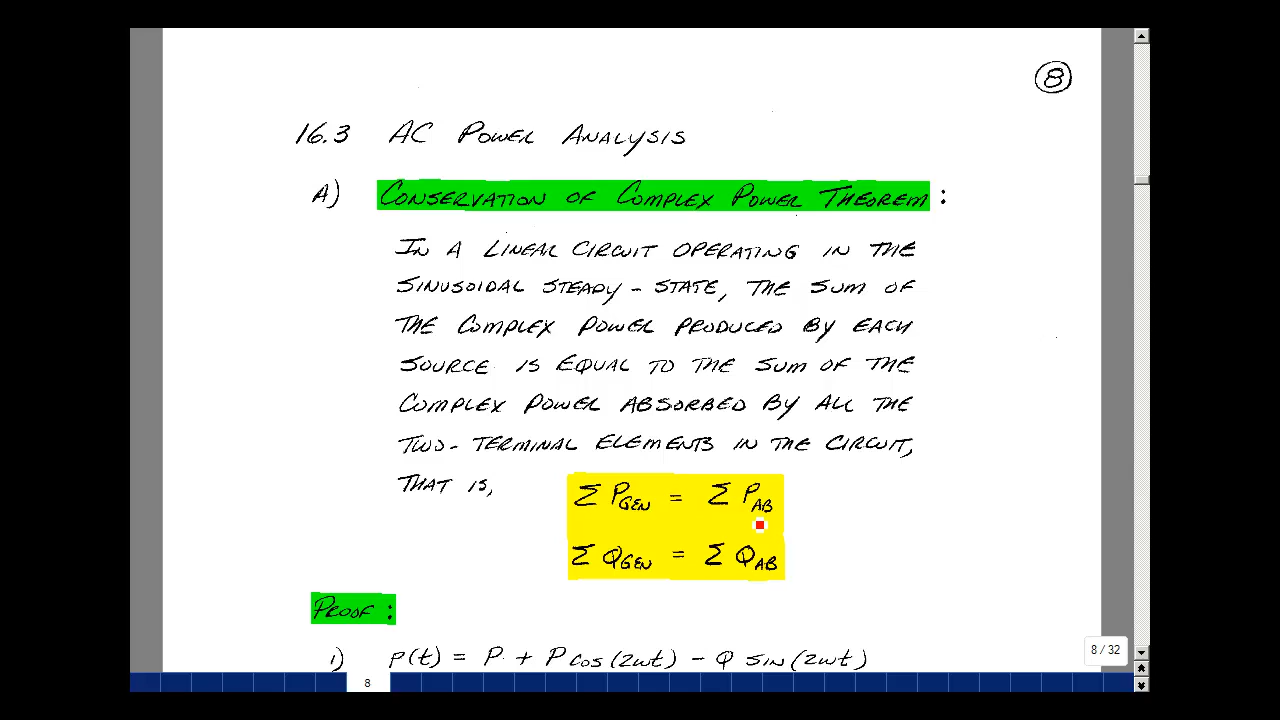 8
16.3 AC POWER ANALYSIS
A) CONSERVATION OF COMPLEX POWER THEOREM :
IN A LINEAR CIRCUIT OPERATING IN THE
SINUSOIDAL STEADY-STATE, THE SUM OF
THE COMPLEX POWER PRODUCED BY EACH
SOURCE IS EQUAL TO THE SUM OF THE
COMPLEX POWER ABSORBED BY ALL THE
TWO-TERMINAL ELEMENTS IN THE CIRCUIT,
THAT IS,
Σ P_GEN = Σ P_AB
Σ Q_GEN = Σ Q_AB
PROOF :
1) P(t) = P + P cos(2ωt) - Q sin(2ωt)
8 / 32
8